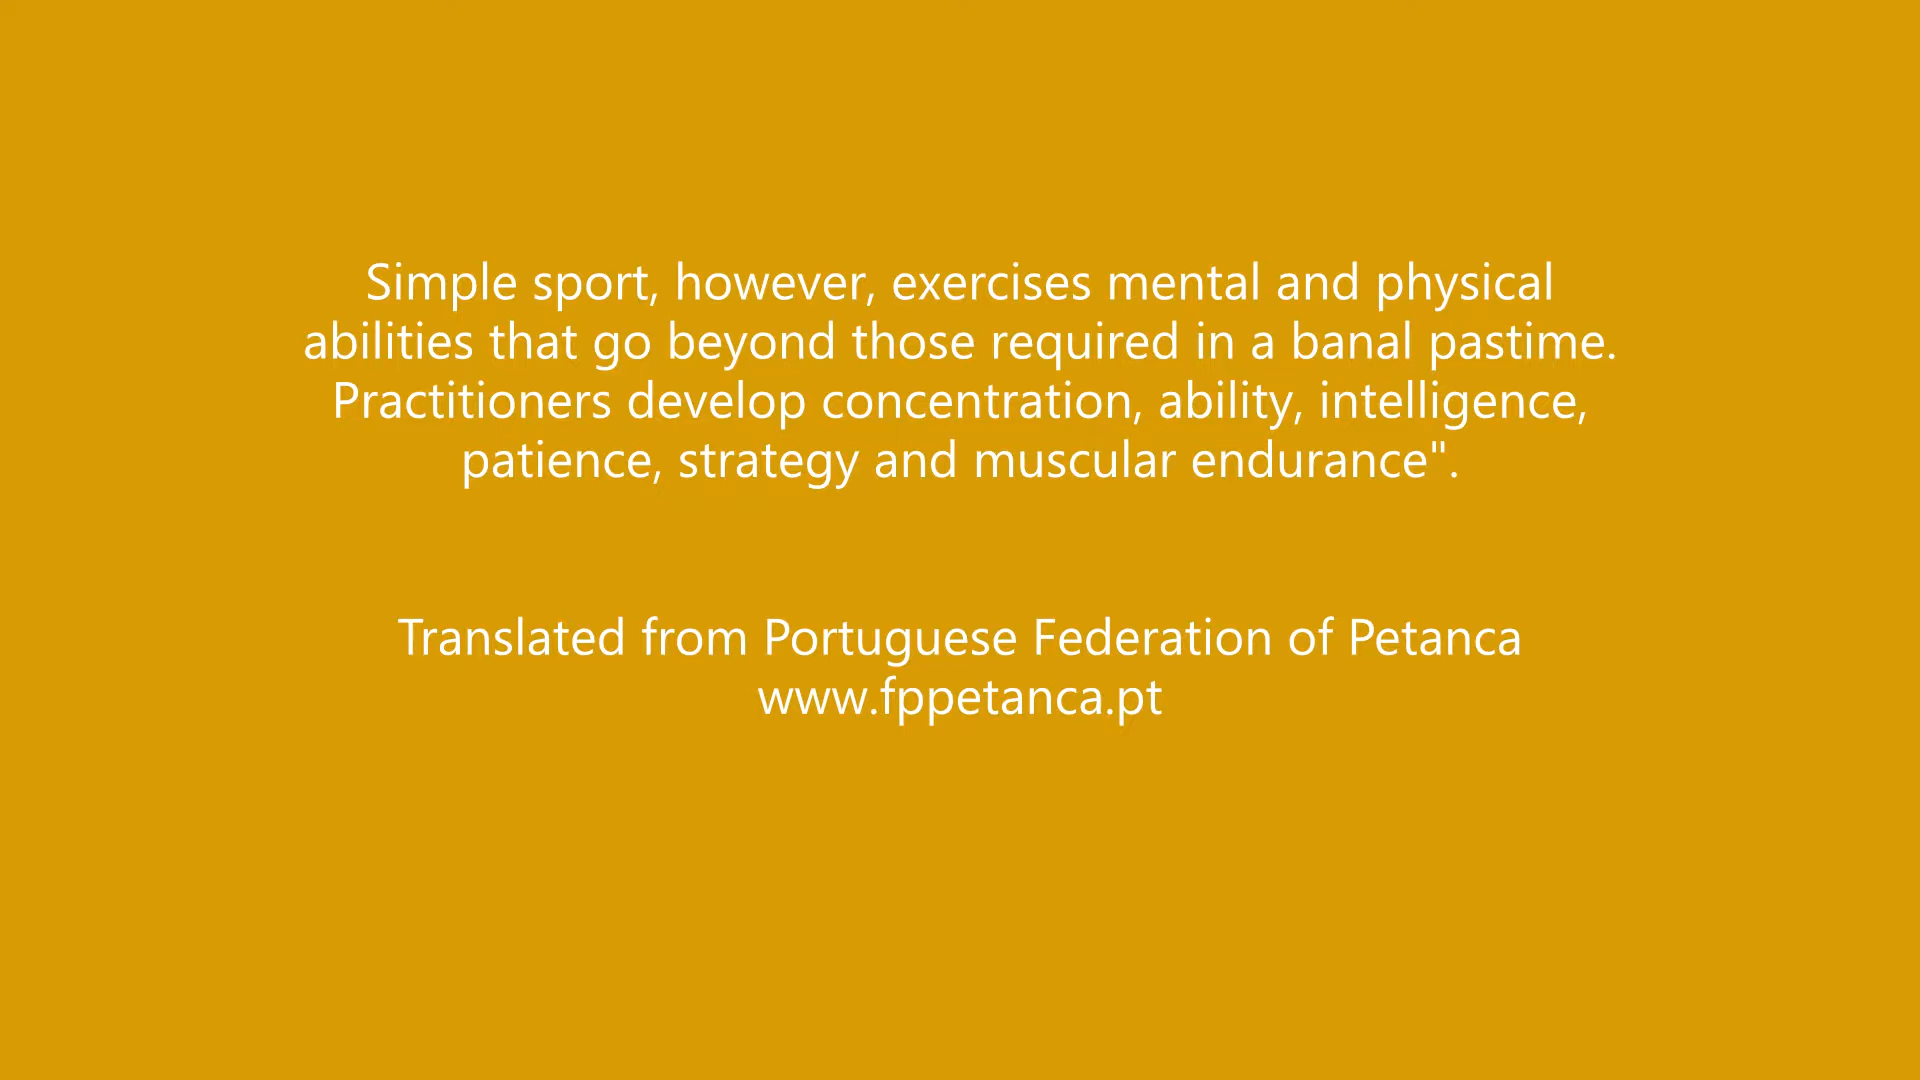 Simple sport, however, exercises mental and physical
abilities that go beyond those required in a banal pastime.
Practitioners develop concentration, ability, intelligence,
patience, strategy and muscular endurance".
Translated from Portuguese Federation of Petanca
www.fppetanca.pt